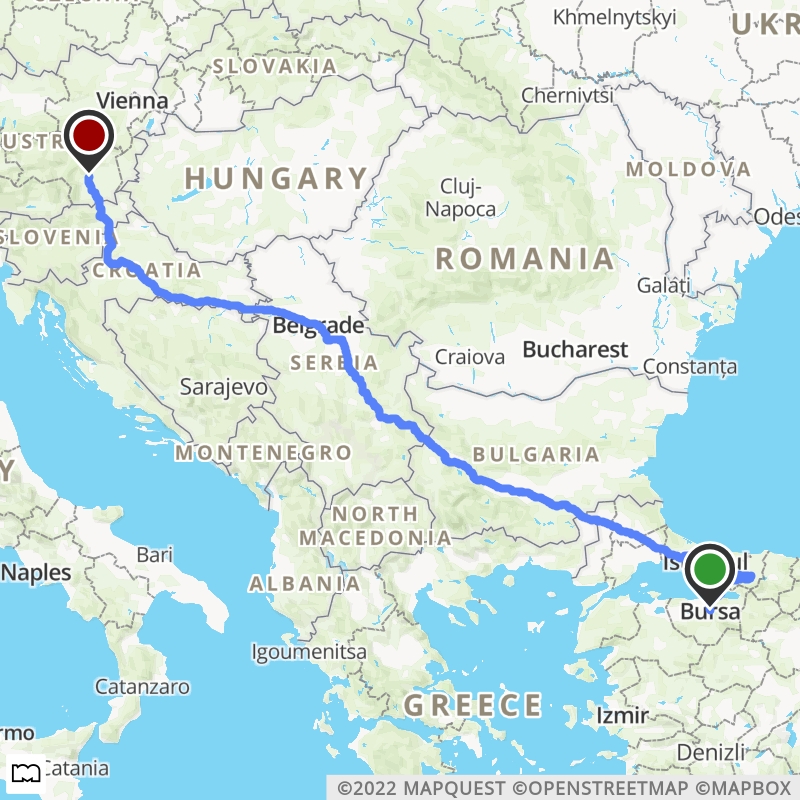 Khmelnytskyi
UKR
SLOVAKIA
Chernivtsi
Vienna
USTR
MOLDOVA
HUNGARY
Cluj-
Napoca
Odes
SLOVENI
ROMANIA
CROATIA
Galați
Belgrade
Bucharest
SERBIA
Craiova
Constanța
Sarajevo
MONTENEGRO
BULGARIA
Y
NORTH
MACEDONIA
Bari
Naples
Is
ul
ALBANIA
Bursa
Igoumenitsa
Catanzaro
GREECE
Izmir
rmo
Denizli
Catania
©2022 MAPQUEST ©OPENSTREETMAP ©MAPBOX